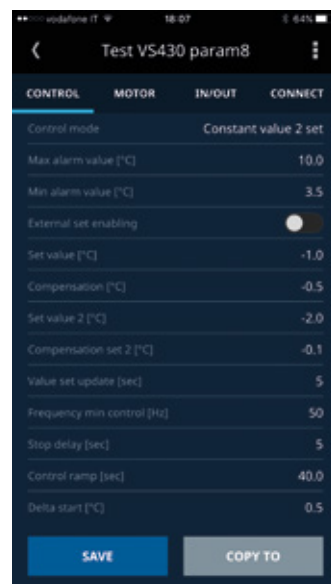 vodafone IT 18:07 64%
Test VS430 param8
CONTROL MOTOR IN/OUT CONNECT
Control mode Constant value 2 set
Max alarm value [°C] 10.0
Min alarm value [°C] 3.5
External set enabling
Set value [°C] -1.0
Compensation [°C] -0.5
Set value 2 [°C] -2.0
Compensation set 2 [°C] -0.1
Value set update [sec] 5
Frequency min control [Hz] 50
Stop delay [sec] 5
Control ramp [sec] 40.0
Delta start [°C] 0.5
SAVE COPY TO